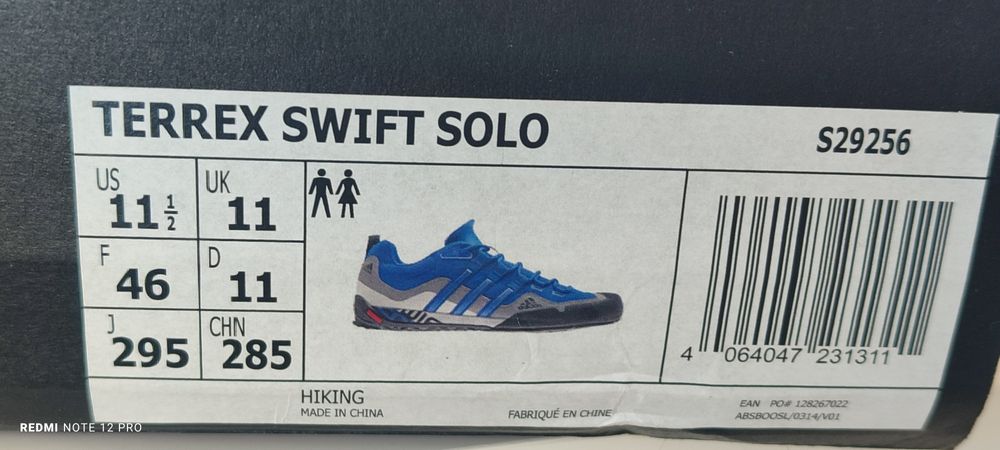 TERREX SWIFT SOLO
S29256
US 11 1/2
UK 11
F 46
D 11
J 295
CHN 285
adidas
4 064047 231311
HIKING
MADE IN CHINA
FABRIQUÉ EN CHINE
EAN PO# 128267022
ABSBOOSL/0314/V01
REDMI NOTE 12 PRO